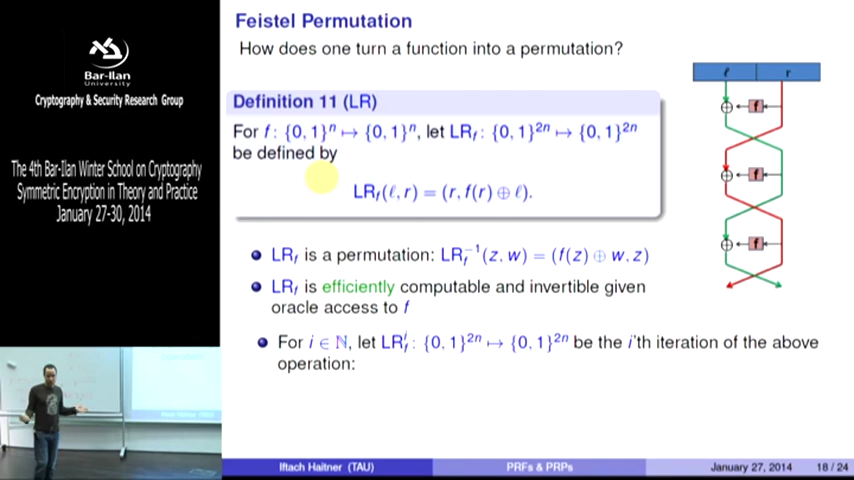 Bar-Ilan
University
Cryptography & Security Research Group
The 4th Bar-Ilan Winter School on Cryptography
Symmetric Encryption in Theory and Practice
January 27-30, 2014
Feistel Permutation
How does one turn a function into a permutation?
Definition 11 (LR)
For f: {0, 1}ⁿ ↦ {0, 1}ⁿ, let LR_f: {0, 1}²ⁿ ↦ {0, 1}²ⁿ
be defined by
LR_f(ℓ, r) = (r, f(r) ⊕ ℓ).
LR_f is a permutation: LR_f⁻¹(z, w) = (f(z) ⊕ w, z)
LR_f is efficiently computable and invertible given
oracle access to f
For i ∈ ℕ, let LR_f^i: {0, 1}²ⁿ ↦ {0, 1}²ⁿ be the i'th iteration of the above
operation:
ℓ r
⊕ f
⊕ f
⊕ f
Iftach Haitner (TAU) PRFs & PRPs January 27, 2014 18 / 24